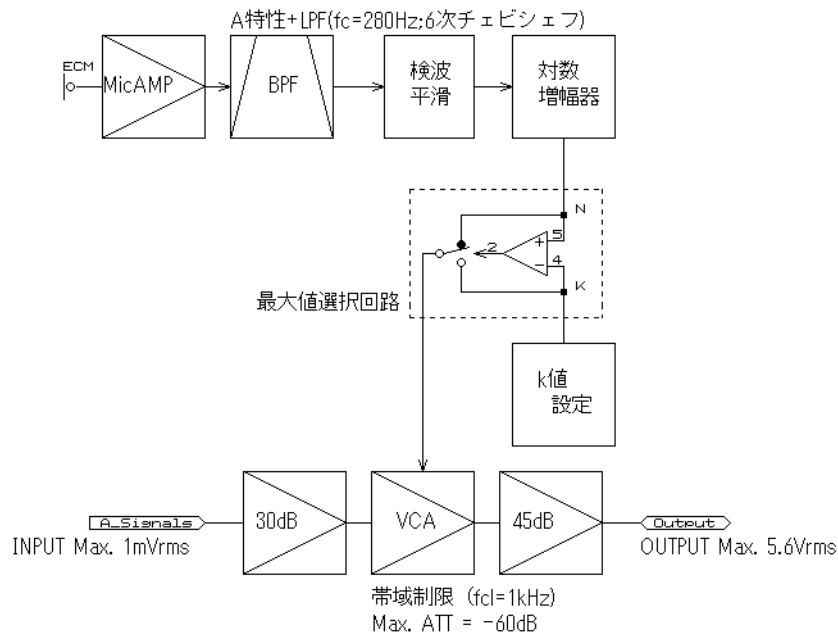 A特性+LPF(fc=280Hz;6次チェビシェフ)
ECM
MicAMP
BPF
検波
平滑
対数
増幅器
N
5
+
2
4
-
K
最大値選択回路
k値
設定
A_Signals
30dB
VCA
45dB
Output
INPUT Max. 1mVrms
OUTPUT Max. 5.6Vrms
帯域制限 (fcl=1kHz)
Max. ATT = -60dB